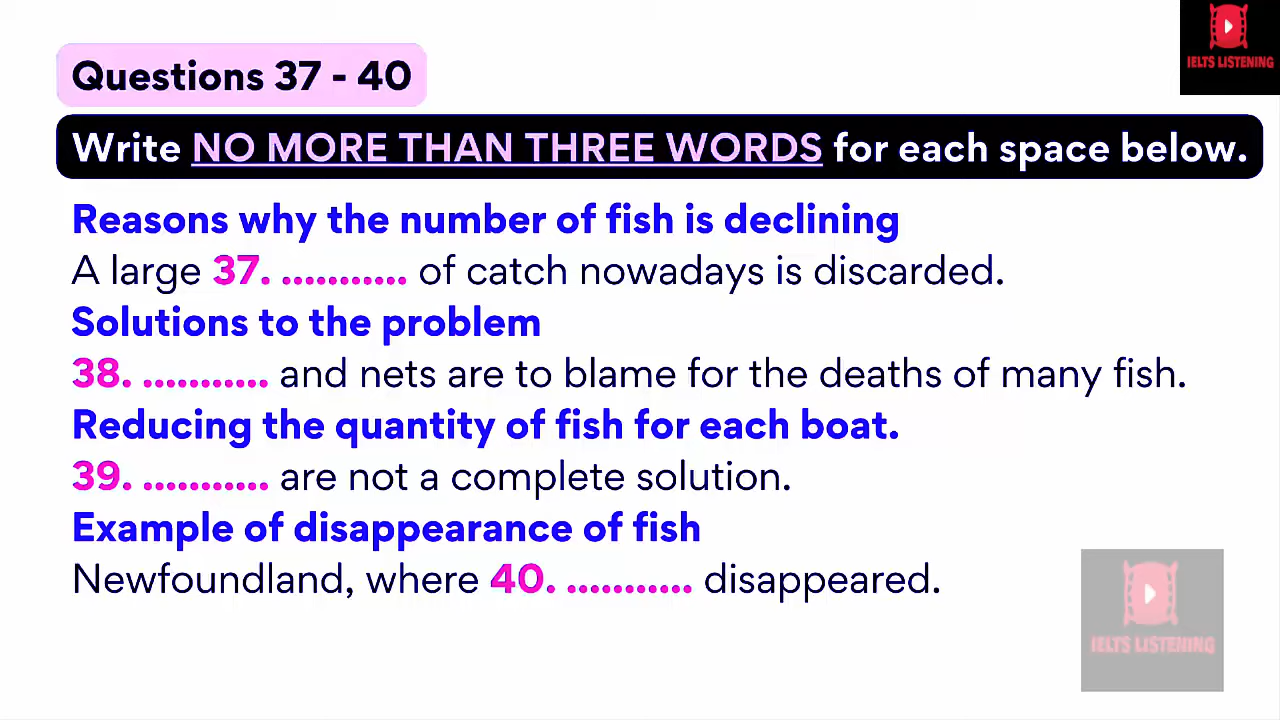 IELTS LISTENING
Questions 37 - 40
Write NO MORE THAN THREE WORDS for each space below.
Reasons why the number of fish is declining
A large 37. ........... of catch nowadays is discarded.
Solutions to the problem
38. ........... and nets are to blame for the deaths of many fish.
Reducing the quantity of fish for each boat.
39. ........... are not a complete solution.
Example of disappearance of fish
Newfoundland, where 40. ........... disappeared.
IELTS LISTENING